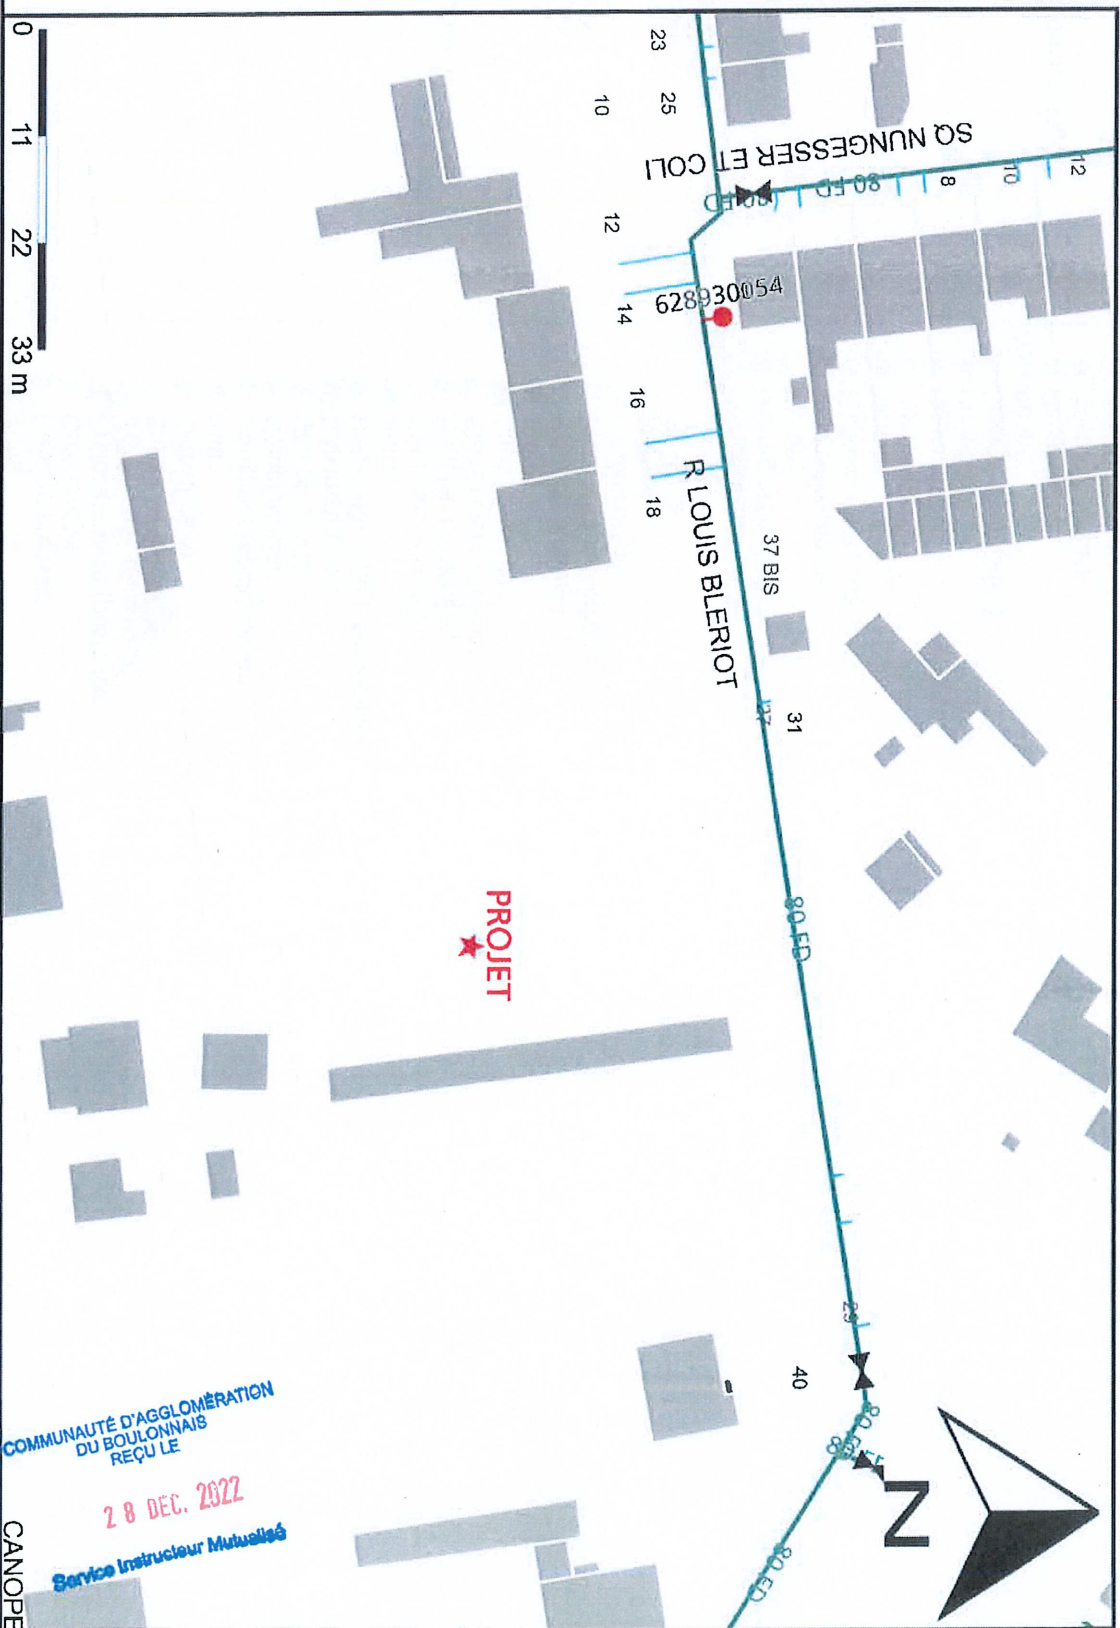 0 11 22 33 m
23
25
10
12
14
16
18
SQ NUNGESSER ET COLI
80 FD
80 FD
8
10
12
628930054
R LOUIS BLERIOT
37 BIS
27
31
80 FD
PROJET
29
40
80 FD
N
COMMUNAUTÉ D'AGGLOMÉRATION
DU BOULONNAIS
REÇU LE
28 DEC. 2022
Service Instructeur Mutualisé
CANOPE